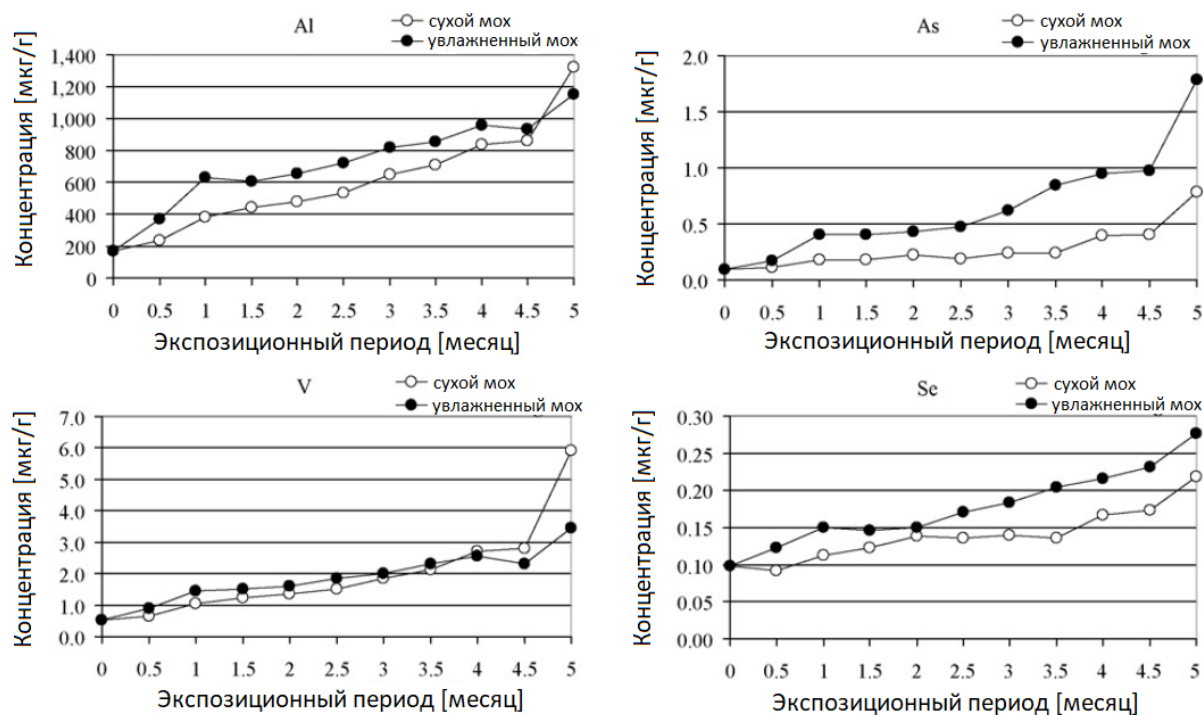 Al
сухой мох
увлажненный мох
Концентрация [мкг/г]
1,400
1,200
1,000
800
600
400
200
0
0 0.5 1 1.5 2 2.5 3 3.5 4 4.5 5
Экспозиционный период [месяц]
As
сухой мох
увлажненный мох
Концентрация [мкг/г]
2.0
1.5
1.0
0.5
0.0
0 0.5 1 1.5 2 2.5 3 3.5 4 4.5 5
Экспозиционный период [месяц]
V
сухой мох
увлажненный мох
Концентрация [мкг/г]
7.0
6.0
5.0
4.0
3.0
2.0
1.0
0.0
0 0.5 1 1.5 2 2.5 3 3.5 4 4.5 5
Экспозиционный период [месяц]
Se
сухой мох
увлажненный мох
Концентрация [мкг/г]
0.30
0.25
0.20
0.15
0.10
0.05
0.00
0 0.5 1 1.5 2 2.5 3 3.5 4 4.5 5
Экспозиционный период [месяц]